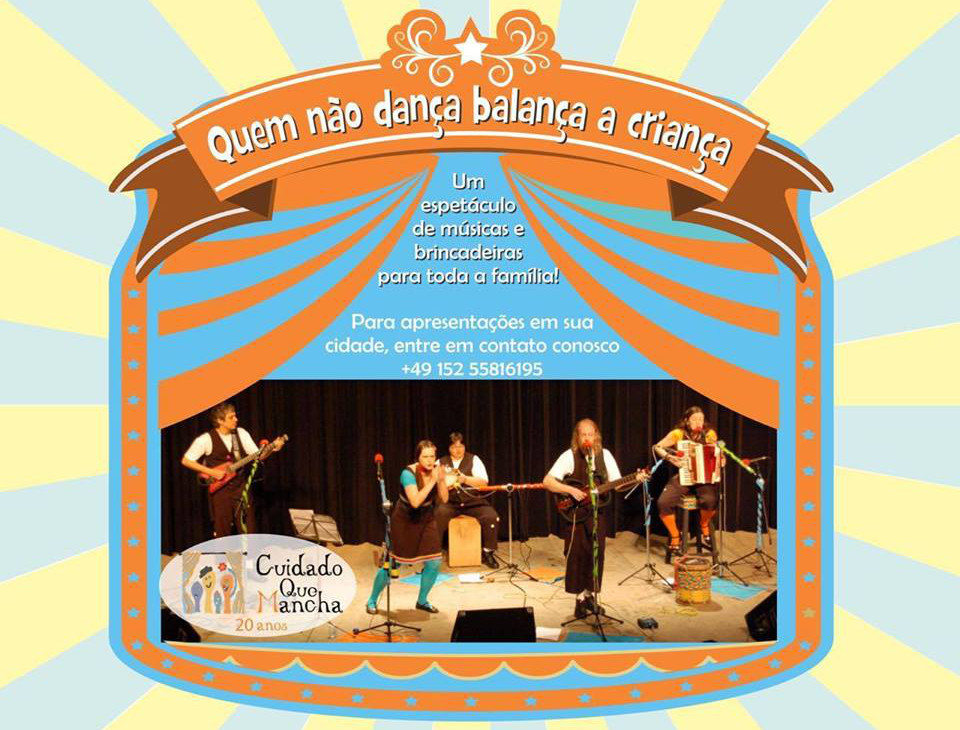 Quem não dança balança a criança
Um
espetáculo
de músicas e
brincadeiras
para toda a família!
Para apresentações em sua
cidade, entre em contato conosco
+49 152 55816195
Cuidado
Que
Mancha
20 anos